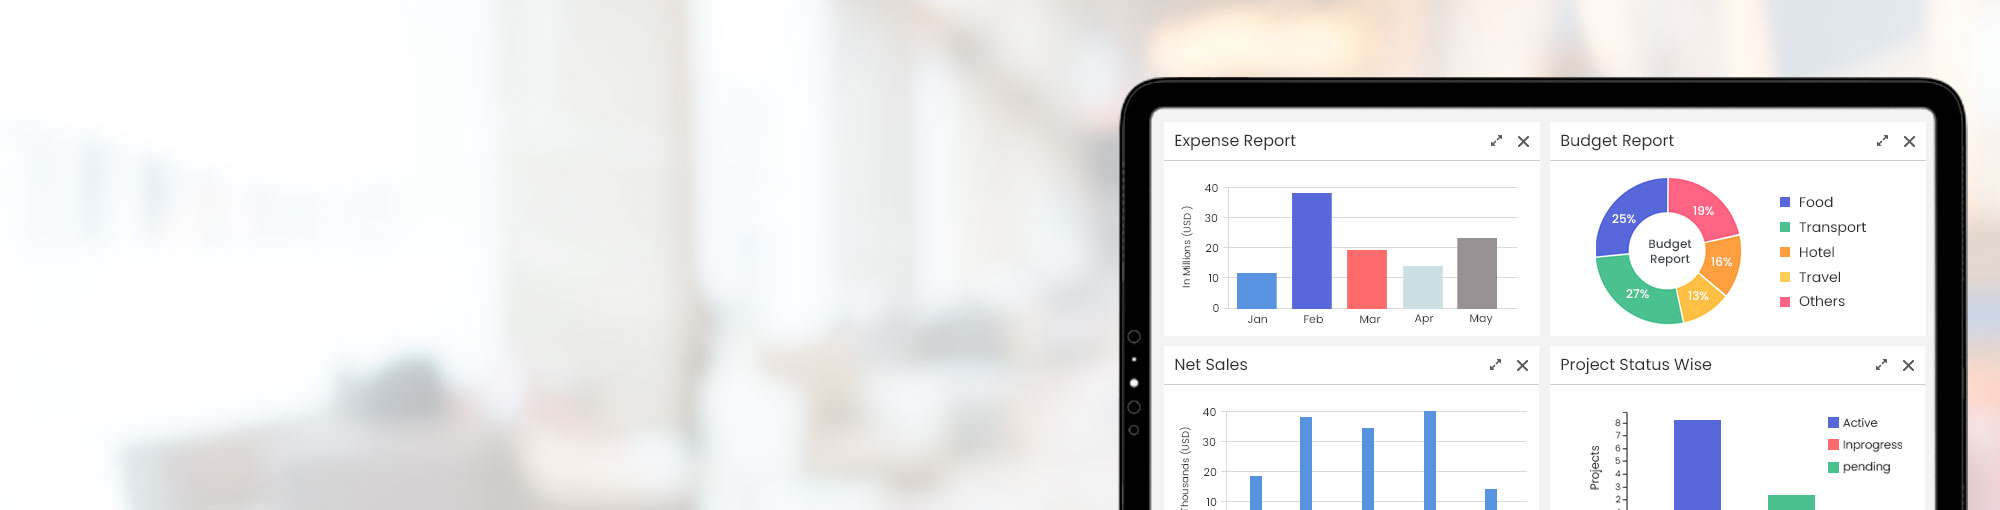 Expense Report
40
30
20
10
0
In Millions (USD )
Jan Feb Mar Apr May
Budget Report
25%
19%
16%
13%
27%
Budget
Report
Food
Transport
Hotel
Travel
Others
Net Sales
40
30
20
10
Thousands (USD)
Project Status Wise
8
7
6
5
4
3
2
Projects
Active
Inprogress
pending